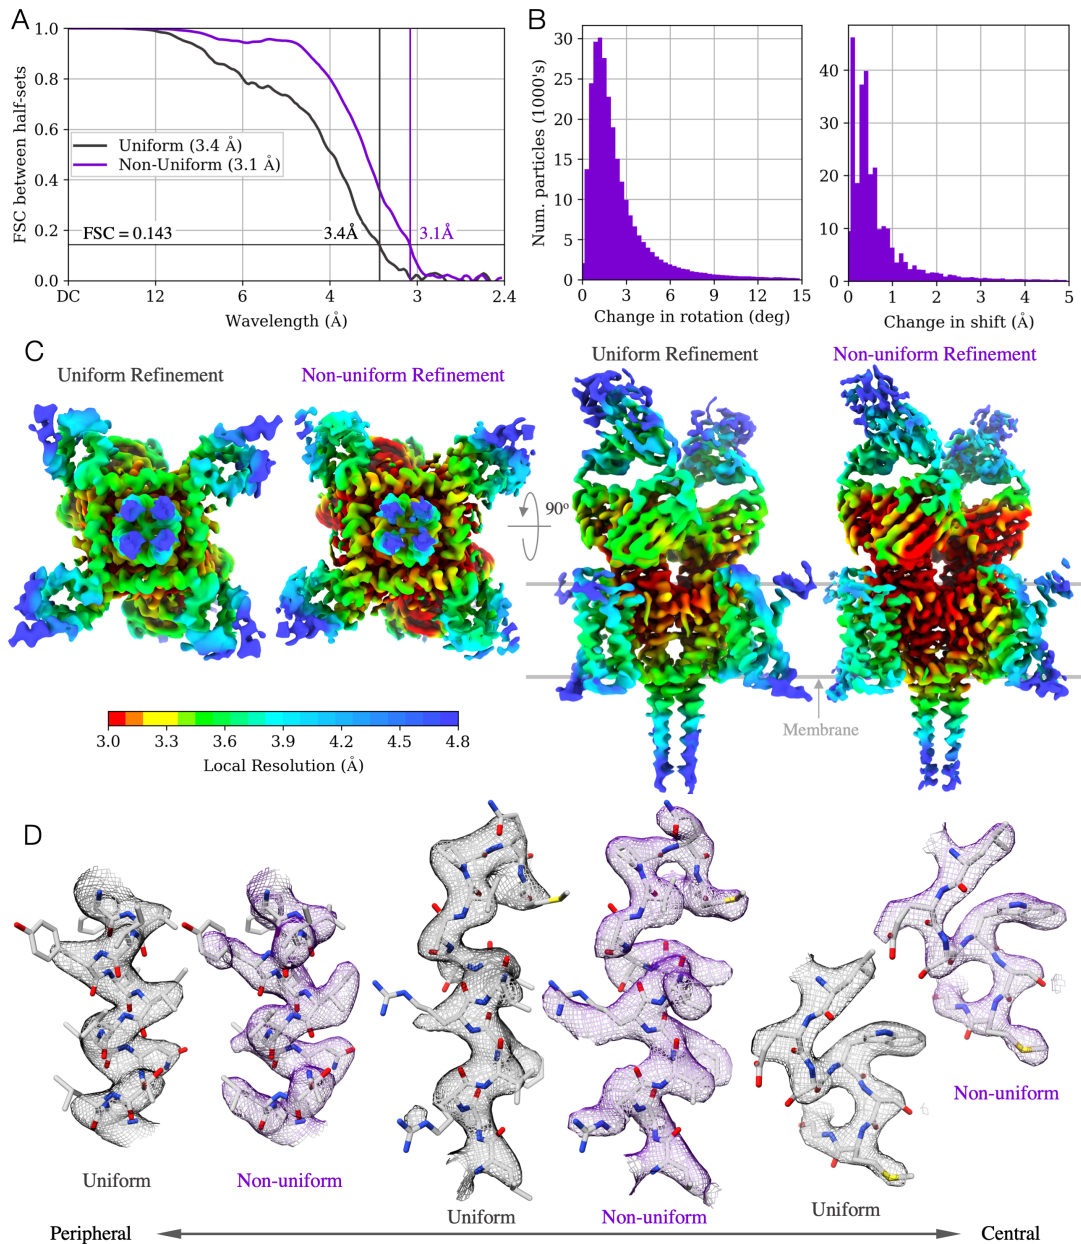 A
1.0
0.8
0.6
0.4
0.2
0.0
FSC between half-sets
Uniform (3.4 Å)
Non-Uniform (3.1 Å)
FSC = 0.143
3.4Å
3.1Å
DC
12
6
4
3
2.4
Wavelength (Å)
B
30
25
20
15
10
5
0
Num. particles (1000's)
0
3
6
9
12
15
Change in rotation (deg)
40
30
20
10
0
0
1
2
3
4
5
Change in shift (Å)
C
Uniform Refinement
Non-uniform Refinement
Uniform Refinement
Non-uniform Refinement
90º
Membrane
3.0
3.3
3.6
3.9
4.2
4.5
4.8
Local Resolution (Å)
D
Uniform
Non-uniform
Uniform
Non-uniform
Uniform
Non-uniform
Peripheral
Central